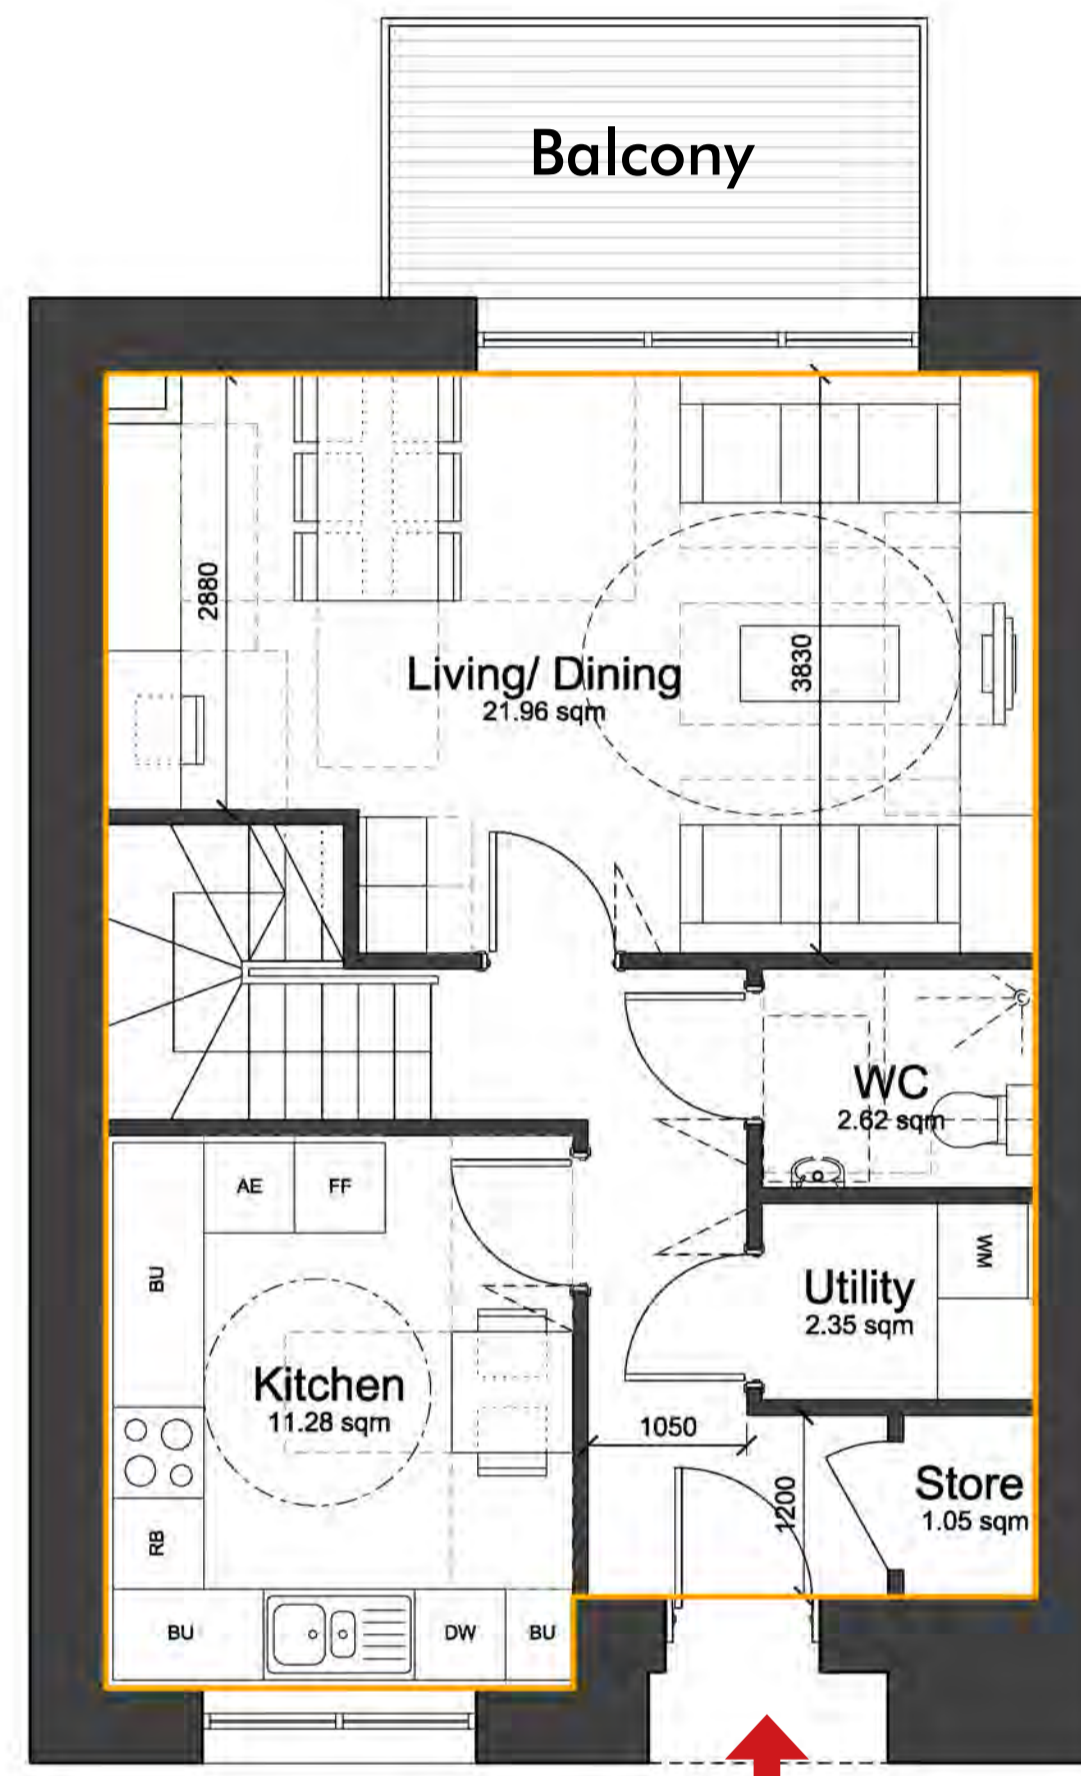 Balcony
2880
3830
Living/ Dining
21.96 sqm
WC
2.62 sqm
AE
FF
BU
WM
Utility
2.35 sqm
Kitchen
11.28 sqm
1050
1200
Store
1.05 sqm
RB
BU
DW
BU